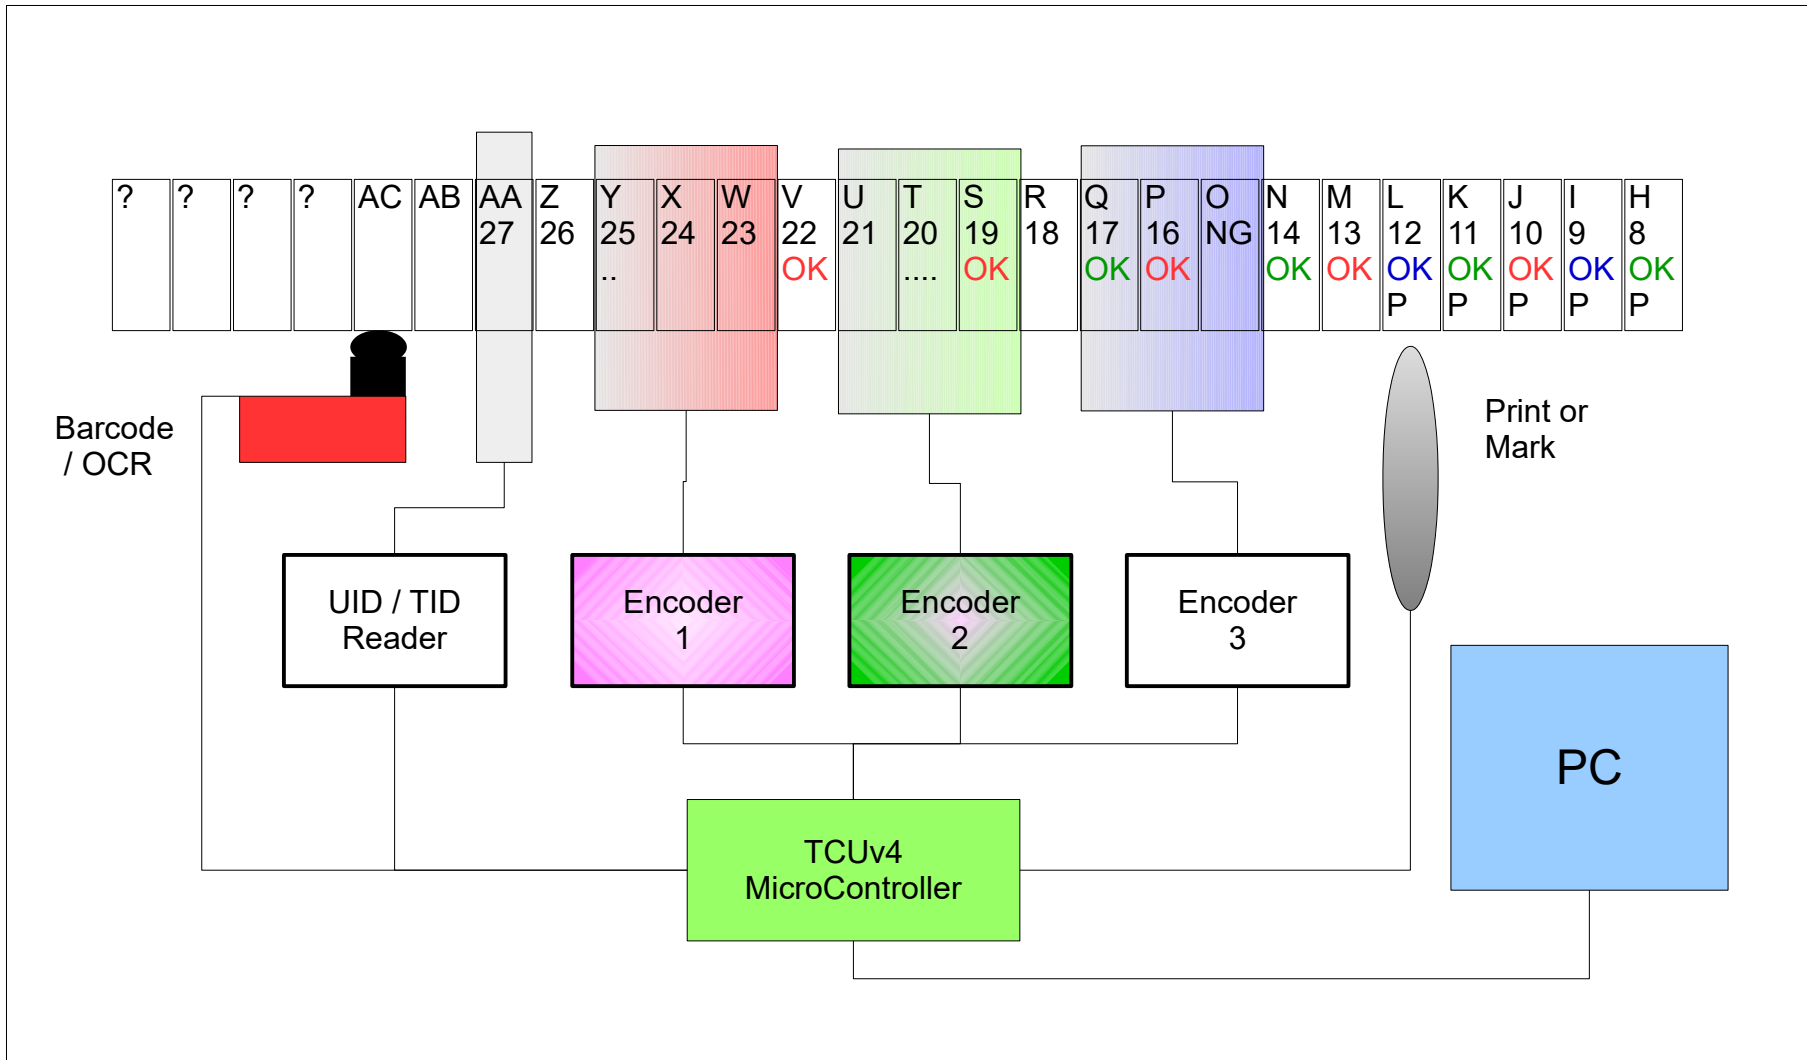 ? ? ? ? AC AB AA Z Y X W V U T S R Q P O N M L K J I H
27 26 25 24 23 22 21 20 19 18 17 16 NG 14 13 12 11 10 9 8
.. OK .... OK OK OK OK OK OK OK OK OK OK
P P P P P
Barcode
/ OCR
Print or
Mark
UID / TID
Reader
Encoder
1
Encoder
2
Encoder
3
PC
TCUv4
MicroController